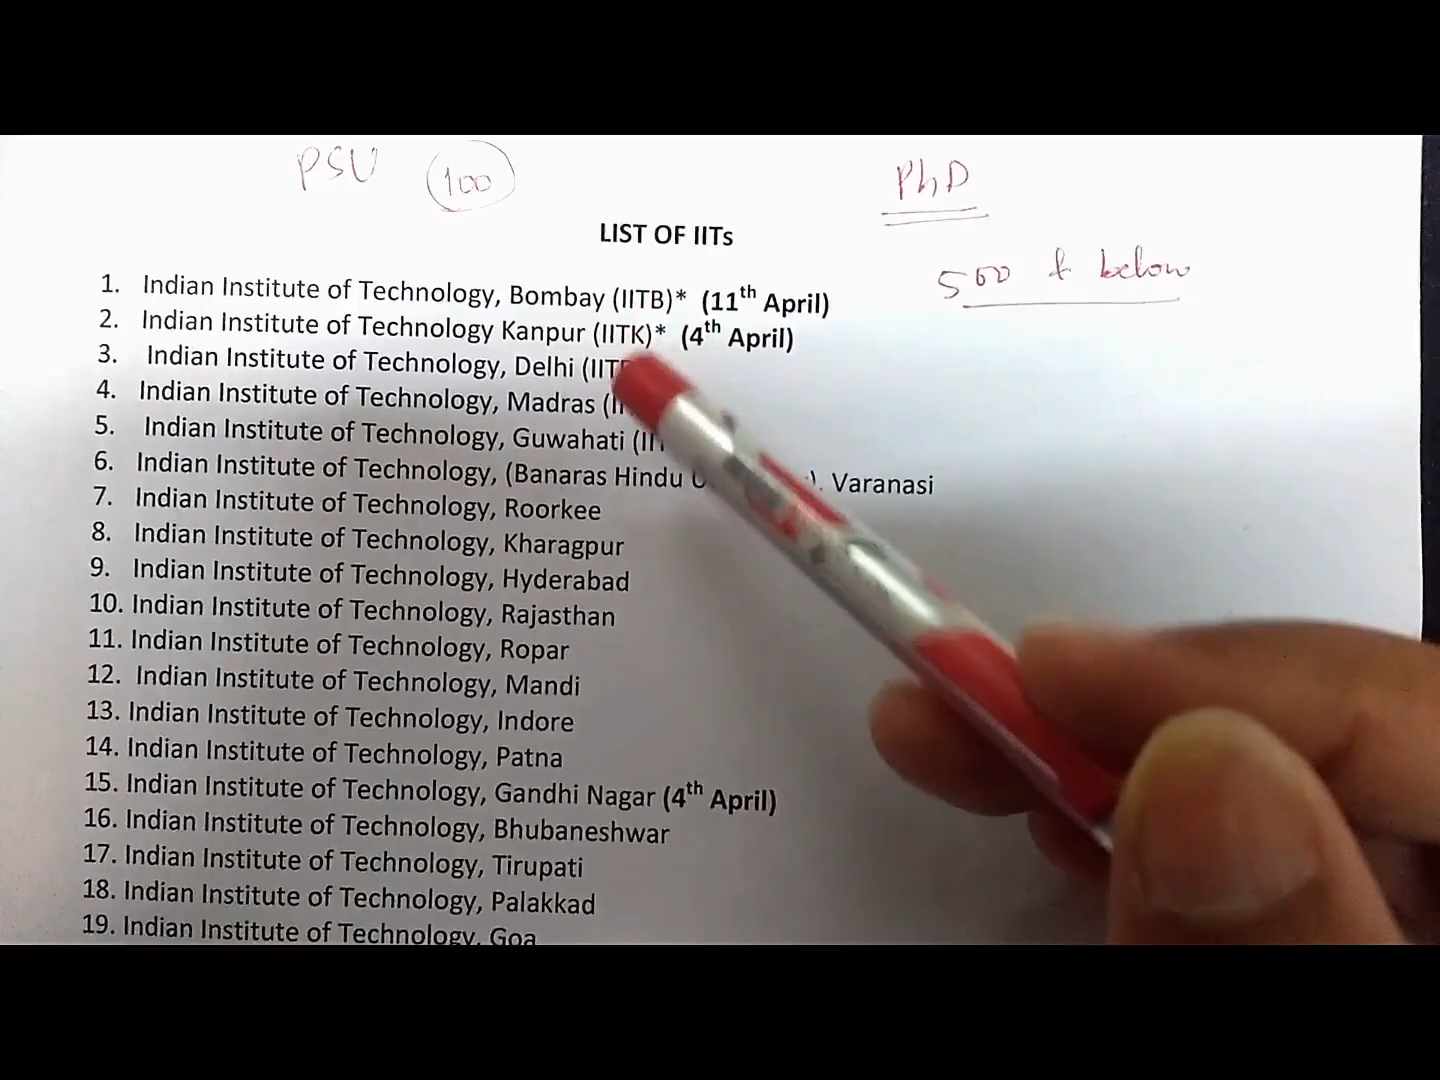 PSU 100
PhD
LIST OF IITs
500 & below
1. Indian Institute of Technology, Bombay (IITB)* (11th April)
2. Indian Institute of Technology Kanpur (IITK)* (4th April)
3. Indian Institute of Technology, Delhi
4. Indian Institute of Technology, Madras
5. Indian Institute of Technology, Guwahati
6. Indian Institute of Technology, (Banaras Hindu Varanasi
7. Indian Institute of Technology, Roorkee
8. Indian Institute of Technology, Kharagpur
9. Indian Institute of Technology, Hyderabad
10. Indian Institute of Technology, Rajasthan
11. Indian Institute of Technology, Ropar
12. Indian Institute of Technology, Mandi
13. Indian Institute of Technology, Indore
14. Indian Institute of Technology, Patna
15. Indian Institute of Technology, Gandhi Nagar (4th April)
16. Indian Institute of Technology, Bhubaneshwar
17. Indian Institute of Technology, Tirupati
18. Indian Institute of Technology, Palakkad
19. Indian Institute of Technology, Goa